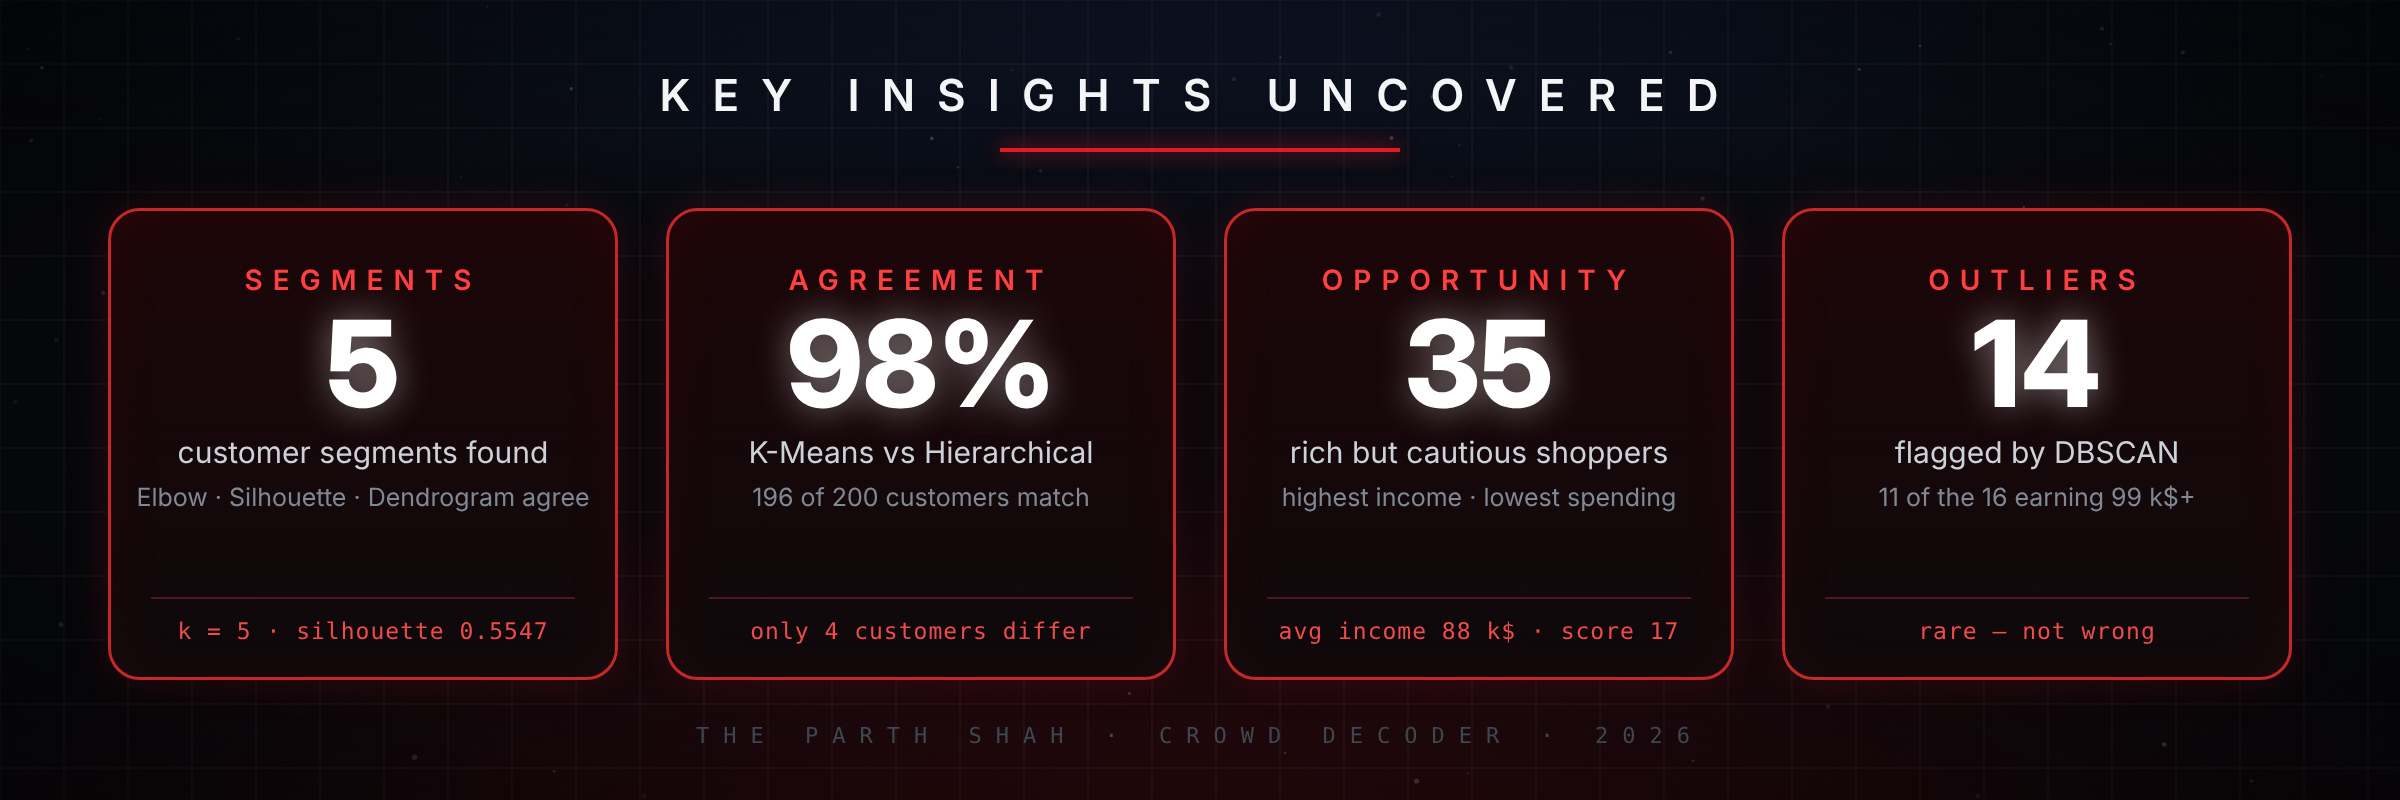 KEY INSIGHTS UNCOVERED
SEGMENTS
5
customer segments found
Elbow · Silhouette · Dendrogram agree
k = 5 · silhouette 0.5547
AGREEMENT
98%
K-Means vs Hierarchical
196 of 200 customers match
only 4 customers differ
OPPORTUNITY
35
rich but cautious shoppers
highest income · lowest spending
avg income 88 k$ · score 17
OUTLIERS
14
flagged by DBSCAN
11 of the 16 earning 99 k$+
rare — not wrong
THE PARTH SHAH · CROWD DECODER · 2026